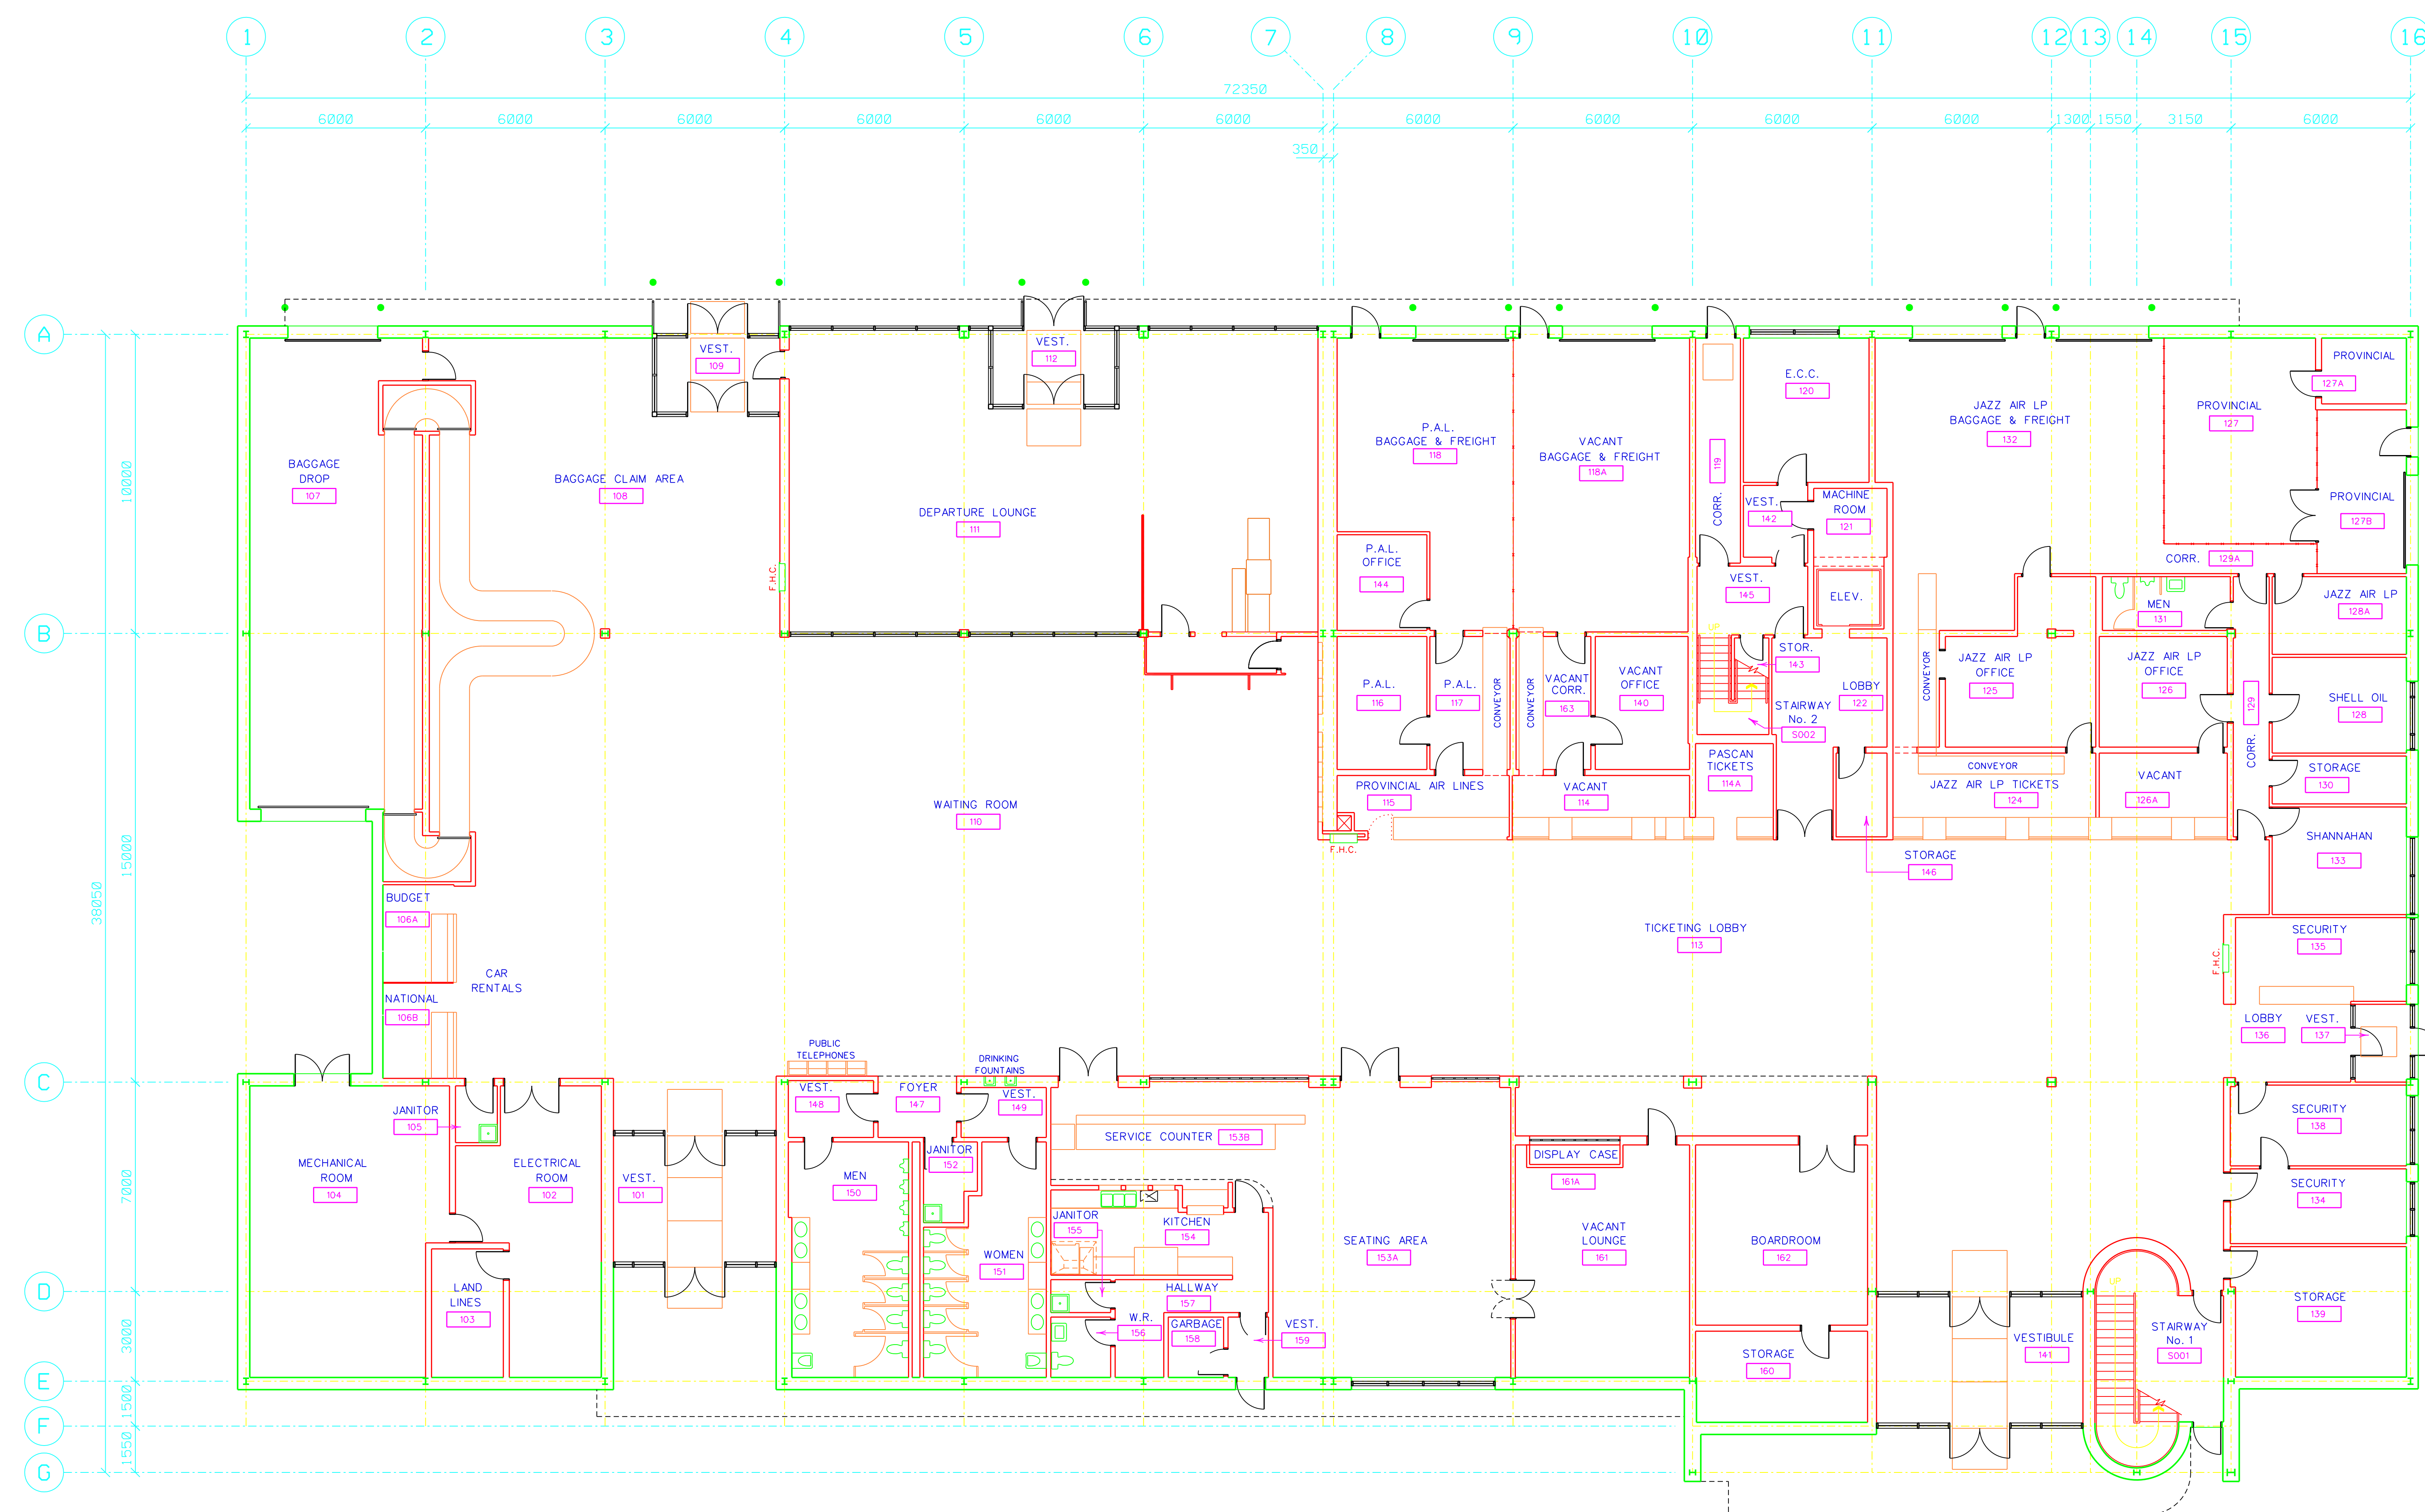 1 2 3 4 5 6 7 8 9 10 11 12 13 14 15 16
72350
6000 6000 6000 6000 6000 6000 6000 6000 6000 6000 1300 1550 3150 6000
350
A
B
C
D
E
F
G
10000
15000
38050
7000
3000
1500
1550
BAGGAGE
DROP
107
BAGGAGE CLAIM AREA
108
VEST.
109
VEST.
112
DEPARTURE LOUNGE
111
F.H.C.
P.A.L.
BAGGAGE & FREIGHT
118
VACANT
BAGGAGE & FREIGHT
118A
119
CORR.
E.C.C.
120
VEST.
142
MACHINE
ROOM
121
JAZZ AIR LP
BAGGAGE & FREIGHT
132
PROVINCIAL
127
PROVINCIAL
127A
PROVINCIAL
127B
CORR.
129A
P.A.L.
OFFICE
144
VEST.
145
ELEV.
MEN
131
JAZZ AIR LP
128A
UP
STOR.
143
P.A.L.
116
P.A.L.
117
CONVEYOR
CONVEYOR
VACANT
CORR.
163
VACANT
OFFICE
140
STAIRWAY
No. 2
S002
LOBBY
122
CONVEYOR
JAZZ AIR LP
OFFICE
125
JAZZ AIR LP
OFFICE
126
129
CORR.
SHELL OIL
128
PASCAN
TICKETS
114A
PROVINCIAL AIR LINES
115
VACANT
114
CONVEYOR
JAZZ AIR LP TICKETS
124
VACANT
126A
STORAGE
130
WAITING ROOM
110
F.H.C.
STORAGE
146
SHANNAHAN
133
BUDGET
106A
CAR
RENTALS
NATIONAL
106B
TICKETING LOBBY
113
SECURITY
135
F.H.C.
LOBBY
136
VEST.
137
PUBLIC
TELEPHONES
DRINKING
FOUNTAINS
JANITOR
105
VEST.
148
FOYER
147
VEST.
149
SERVICE COUNTER
153B
DISPLAY CASE
161A
SECURITY
138
MECHANICAL
ROOM
104
ELECTRICAL
ROOM
102
VEST.
101
MEN
150
JANITOR
152
SECURITY
134
JANITOR
155
KITCHEN
154
WOMEN
151
SEATING AREA
153A
VACANT
LOUNGE
161
BOARDROOM
162
LAND
LINES
103
HALLWAY
157
W.R.
156
GARBAGE
158
VEST.
159
STORAGE
160
VESTIBULE
141
UP
STAIRWAY
No. 1
S001
STORAGE
139